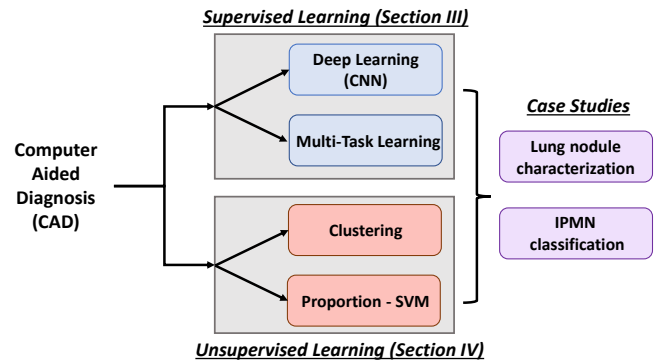 Supervised Learning (Section III)
Deep Learning
(CNN)
Multi-Task Learning
Computer
Aided
Diagnosis
(CAD)
Clustering
Proportion - SVM
Unsupervised Learning (Section IV)
Case Studies
Lung nodule
characterization
IPMN
classification